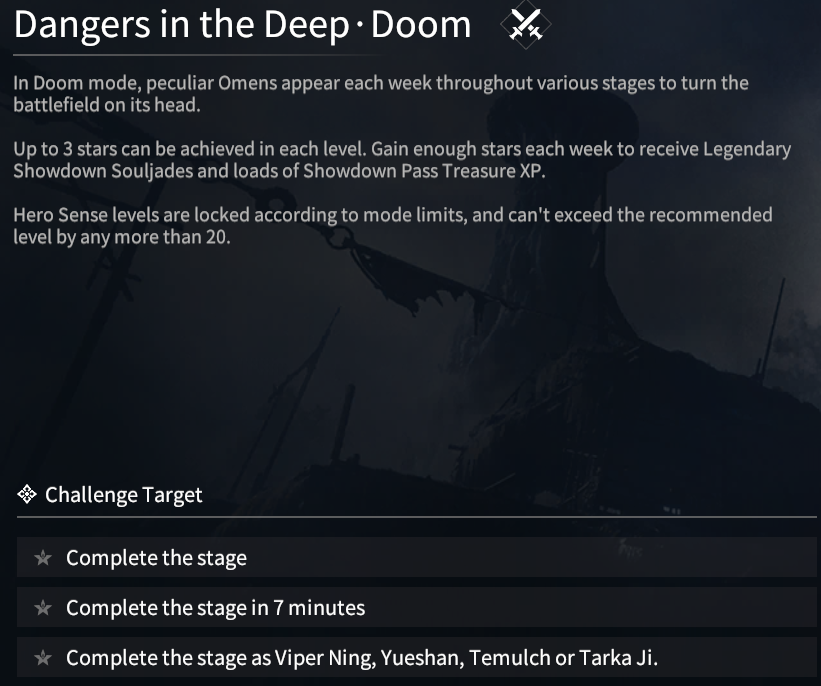 Dangers in the Deep · Doom
In Doom mode, peculiar Omens appear each week throughout various stages to turn the
battlefield on its head.
Up to 3 stars can be achieved in each level. Gain enough stars each week to receive Legendary
Showdown Souljades and loads of Showdown Pass Treasure XP.
Hero Sense levels are locked according to mode limits, and can't exceed the recommended
level by any more than 20.
Challenge Target
Complete the stage
Complete the stage in 7 minutes
Complete the stage as Viper Ning, Yueshan, Temulch or Tarka Ji.